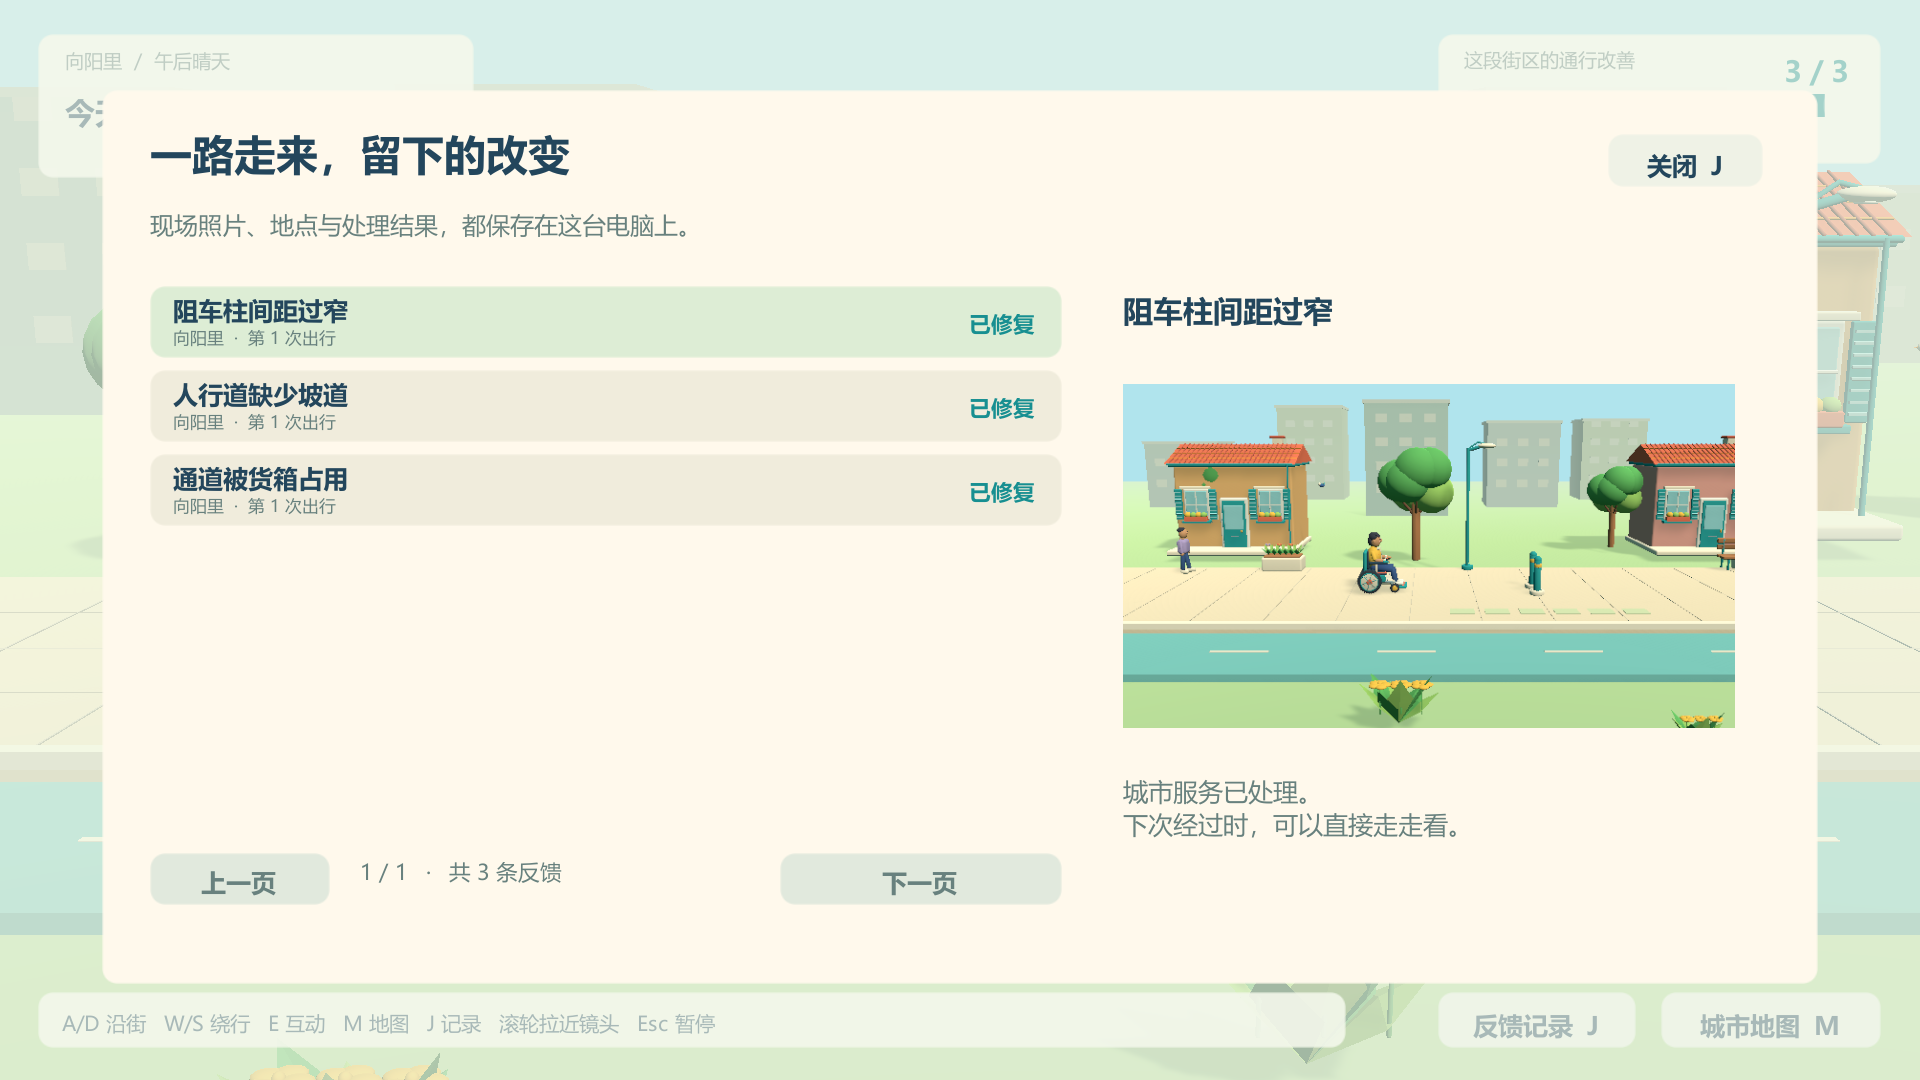 向阳里 / 午后晴天
这段街区的通行改善
3 / 3
一路走来，留下的改变
关闭 J
现场照片、地点与处理结果，都保存在这台电脑上。
阻车柱间距过窄
向阳里 · 第 1 次出行
已修复
人行道缺少坡道
向阳里 · 第 1 次出行
已修复
通道被货箱占用
向阳里 · 第 1 次出行
已修复
阻车柱间距过窄
城市服务已处理。
下次经过时，可以直接走走看。
上一页
1 / 1 · 共 3 条反馈
下一页
A/D 沿街 W/S 绕行 E 互动 M 地图 J 记录 滚轮拉近镜头 Esc 暂停
反馈记录 J
城市地图 M